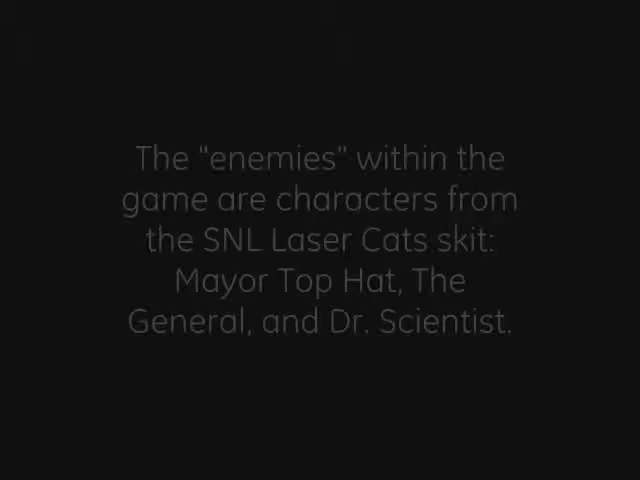 The "enemies" within the
game are characters from
the SNL Laser Cats skit:
Mayor Top Hat, The
General, and Dr. Scientist.